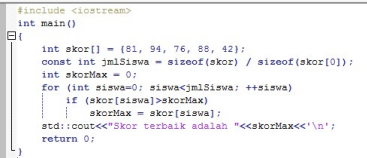 #include <iostream>
int main()
{
int skor[] = {81, 94, 76, 88, 42};
const int jmlSiswa = sizeof(skor) / sizeof(skor[0]);
int skorMax = 0;
for (int siswa=0; siswa<jmlSiswa; ++siswa)
if (skor[siswa]>skorMax)
skorMax = skor[siswa];
std::cout<<"Skor terbaik adalah "<<skorMax<<'\n';
return 0;
}